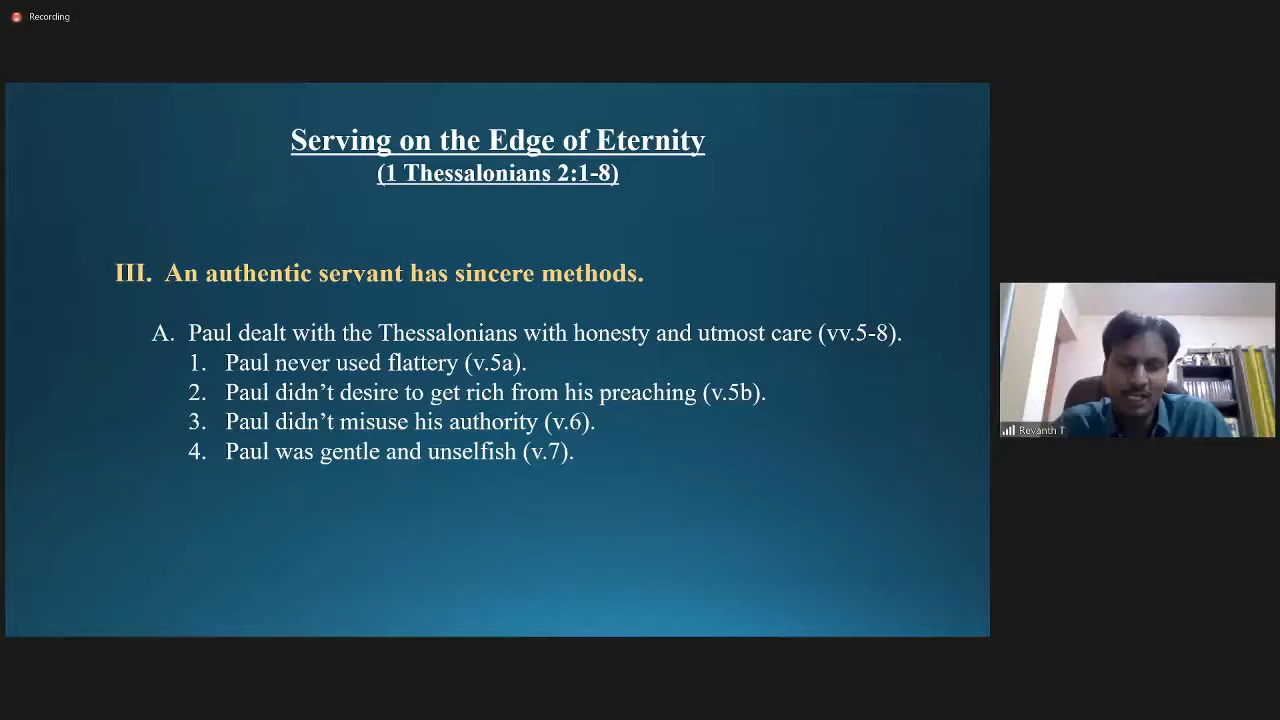 Recording
Serving on the Edge of Eternity
(1 Thessalonians 2:1-8)
III. An authentic servant has sincere methods.
A. Paul dealt with the Thessalonians with honesty and utmost care (vv.5-8).
1. Paul never used flattery (v.5a).
2. Paul didn’t desire to get rich from his preaching (v.5b).
3. Paul didn’t misuse his authority (v.6).
4. Paul was gentle and unselfish (v.7).
Revanth T